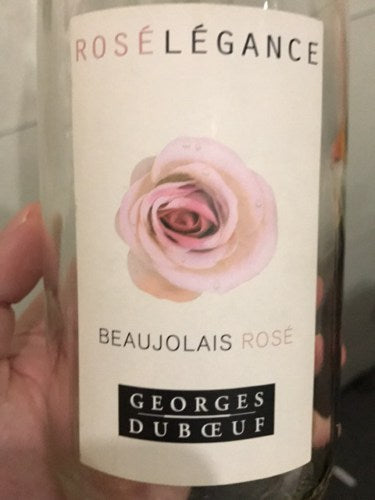 ROSÉLÉGANCE
BEAUJOLAIS ROSÉ
GEORGES
DUBŒUF